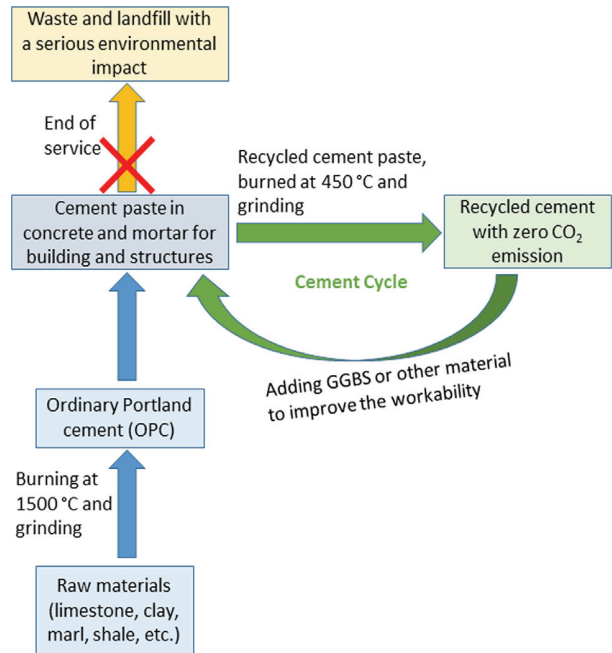 Waste and landfill with
a serious environmental
impact
End of
service
Recycled cement paste,
burned at 450 °C and
grinding
Cement paste in
concrete and mortar for
building and structures
Recycled cement
with zero CO₂
emission
Cement Cycle
Adding GGBS or other material
to improve the workability
Ordinary Portland
cement (OPC)
Burning at
1500 °C and
grinding
Raw materials
(limestone, clay,
marl, shale, etc.)